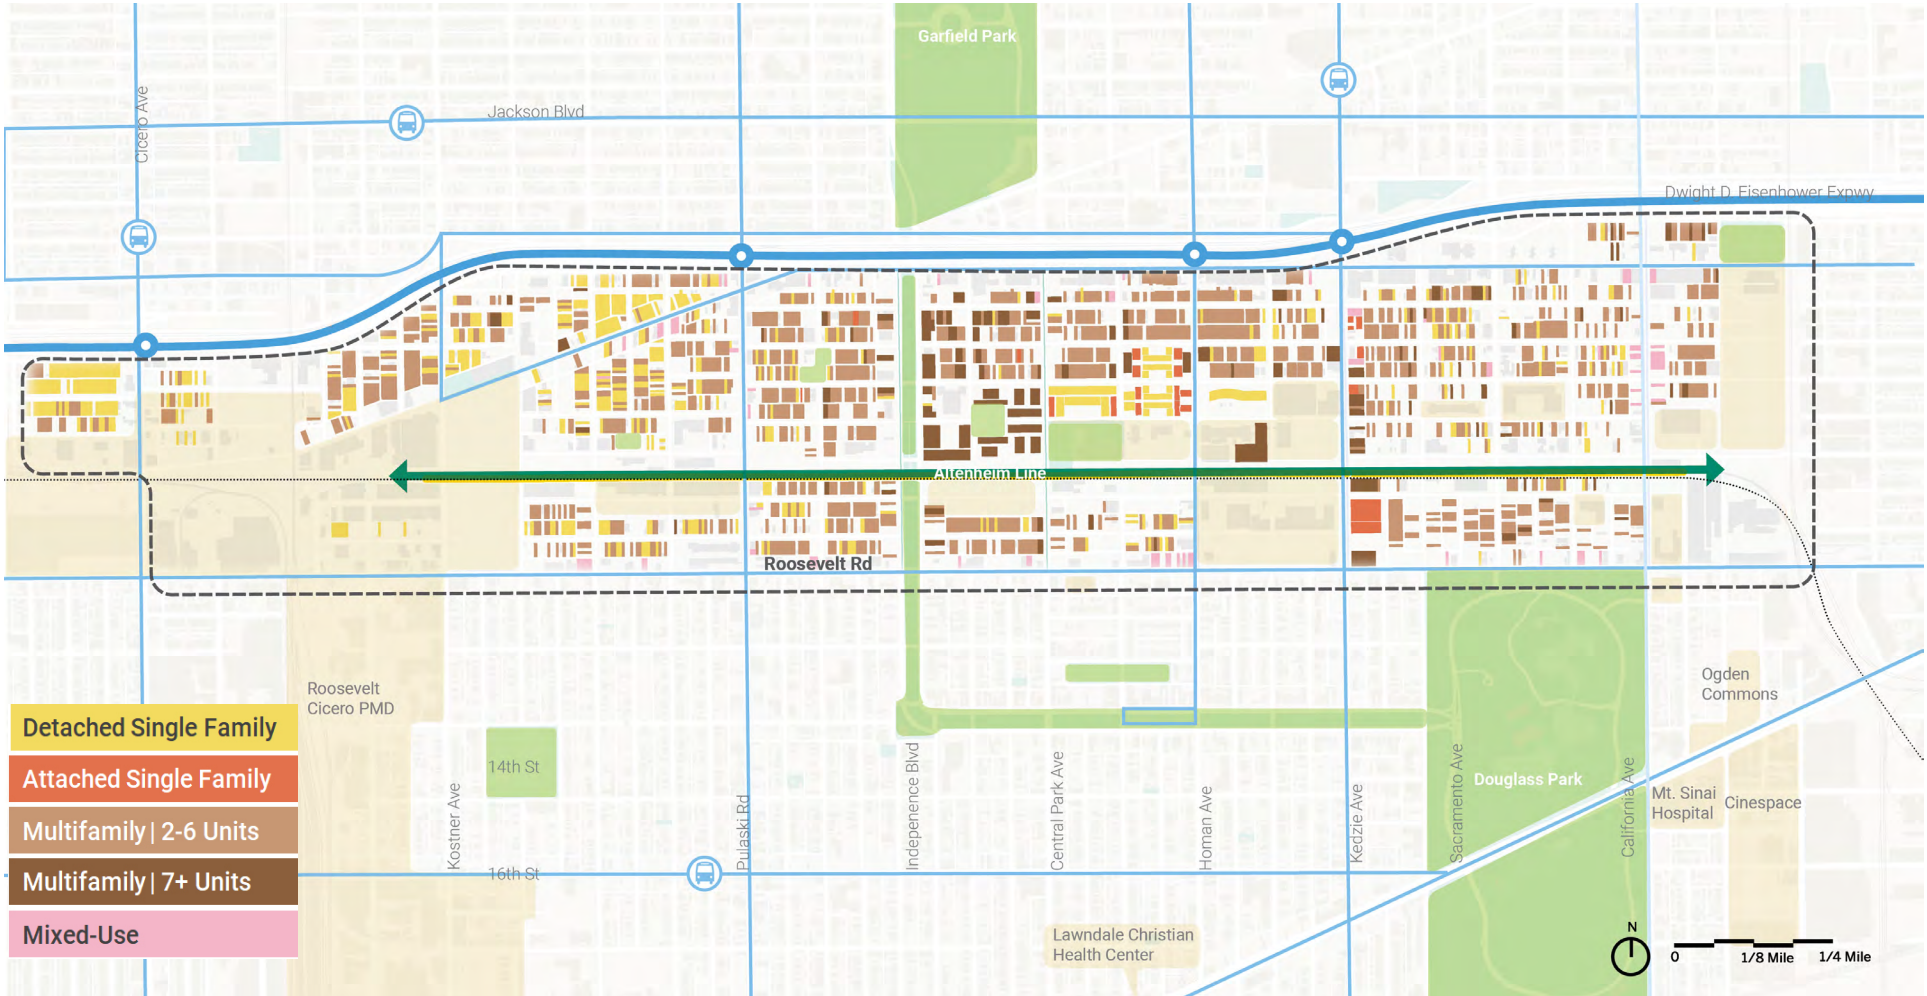 Garfield Park
Cicero Ave
Jackson Blvd
Dwight D. Eisenhower Expwy
Altenheim Line
Roosevelt Rd
Roosevelt
Cicero PMD
Ogden
Commons
Detached Single Family
Attached Single Family
Multifamily | 2-6 Units
Multifamily | 7+ Units
Mixed-Use
14th St
16th St
Kostner Ave
Pulaski Rd
Independence Blvd
Central Park Ave
Homan Ave
Kedzie Ave
Sacramento Ave
Douglass Park
California Ave
Mt. Sinai
Hospital
Cinespace
Lawndale Christian
Health Center
N
0 1/8 Mile 1/4 Mile